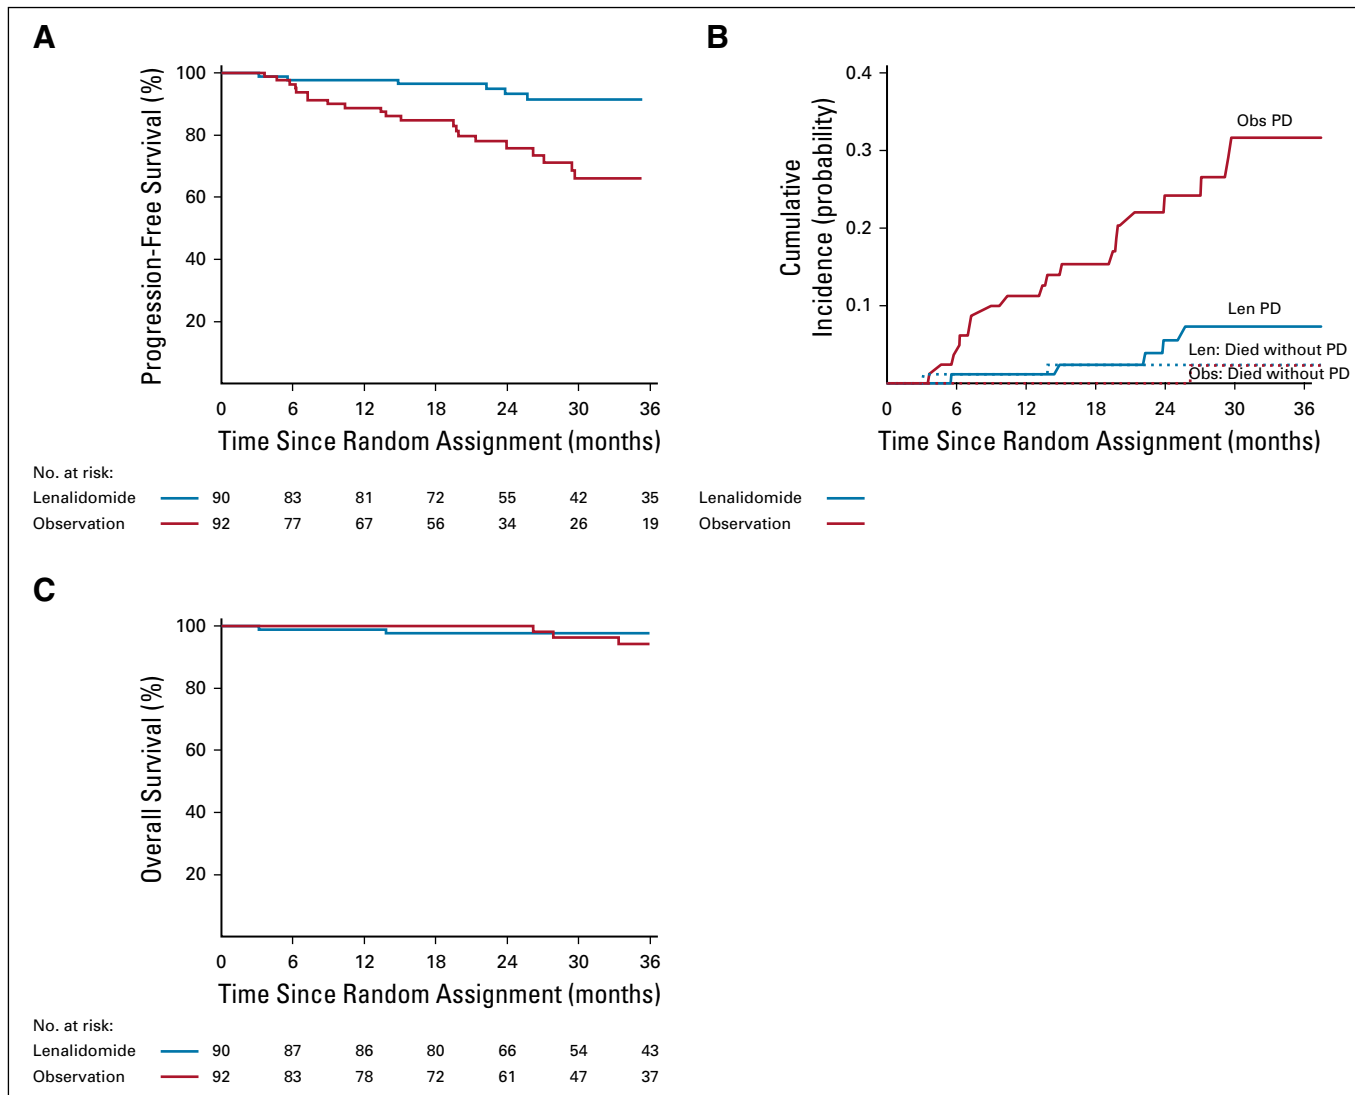 A
Progression-Free Survival (%)
100
80
60
40
20
0 6 12 18 24 30 36
Time Since Random Assignment (months)
No. at risk:
Lenalidomide 90 83 81 72 55 42 35
Observation 92 77 67 56 34 26 19
B
Cumulative
Incidence (probability)
0.4
0.3
0.2
0.1
Obs PD
Len PD
Len: Died without PD
Obs: Died without PD
0 6 12 18 24 30 36
Time Since Random Assignment (months)
Lenalidomide
Observation
C
Overall Survival (%)
100
80
60
40
20
0 6 12 18 24 30 36
Time Since Random Assignment (months)
No. at risk:
Lenalidomide 90 87 86 80 66 54 43
Observation 92 83 78 72 61 47 37